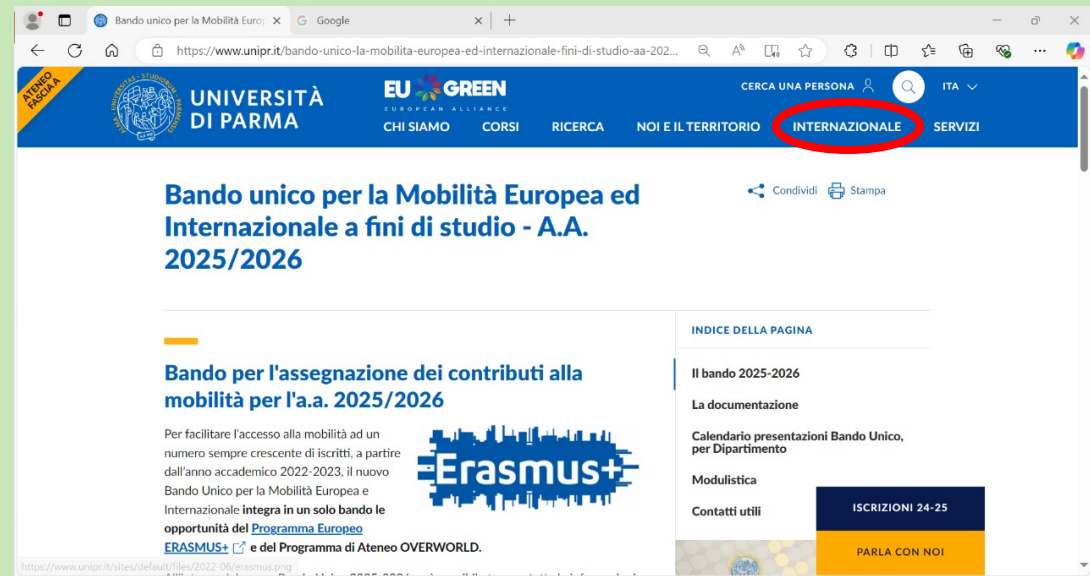 Bando unico per la Mobilità Euro
Google
https://www.unipr.it/bando-unico-la-mobilita-europea-ed-internazionale-fini-di-studio-aa-202...
ATENEO
FASCIA A
UNIVERSITÀ
DI PARMA
EU GREEN
EUROPEAN ALLIANCE
CERCA UNA PERSONA
ITA
CHI SIAMO
CORSI
RICERCA
NOI E IL TERRITORIO
INTERNAZIONALE
SERVIZI
Bando unico per la Mobilità Europea ed
Internazionale a fini di studio - A.A.
2025/2026
Condividi
Stampa
Bando per l'assegnazione dei contributi alla
mobilità per l'a.a. 2025/2026
Per facilitare l'accesso alla mobilità ad un
numero sempre crescente di iscritti, a partire
dall'anno accademico 2022-2023, il nuovo
Bando Unico per la Mobilità Europea e
Internazionale integra in un solo bando le
opportunità del Programma Europeo
ERASMUS+ e del Programma di Ateneo OVERWORLD.
Erasmus+
INDICE DELLA PAGINA
Il bando 2025-2026
La documentazione
Calendario presentazioni Bando Unico,
per Dipartimento
Modulistica
Contatti utili
ISCRIZIONI 24-25
PARLA CON NOI
https://www.unipr.it/sites/default/files/2022-06/erasmus.png